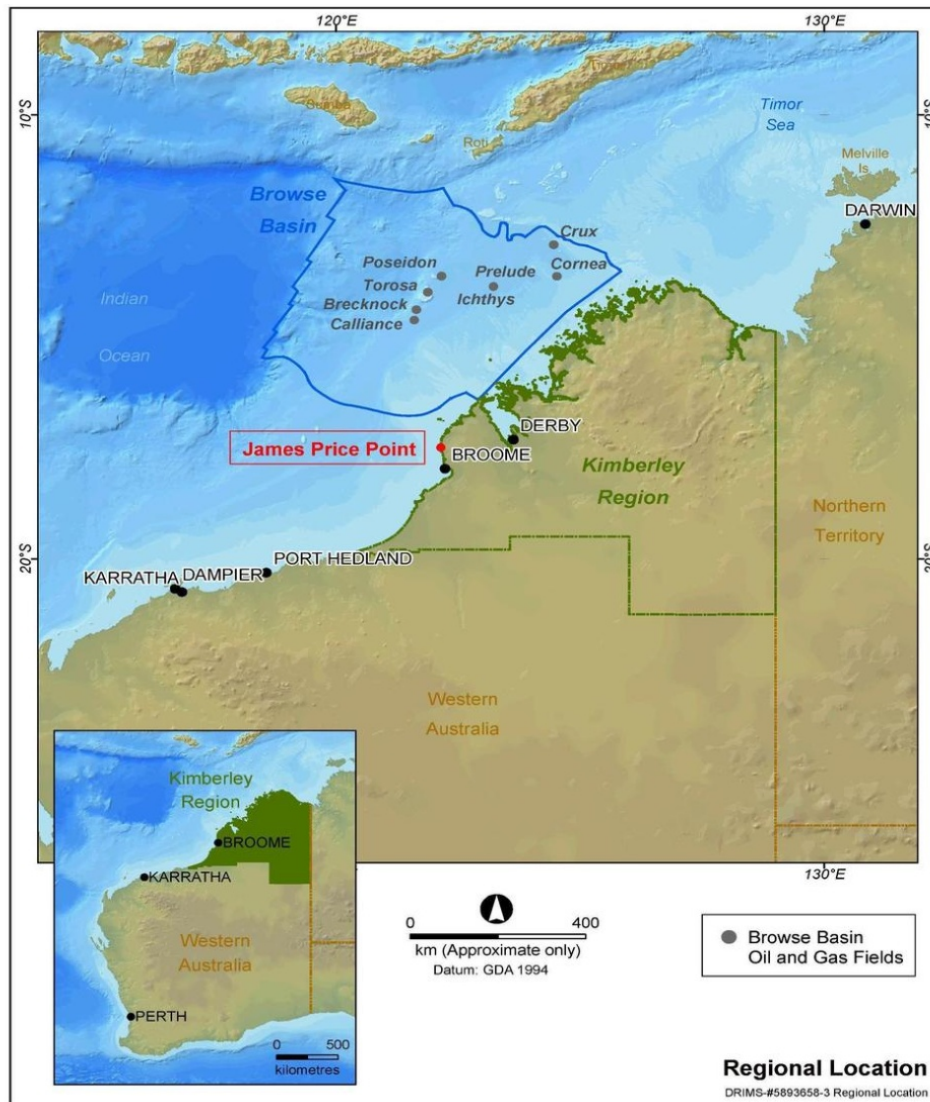 120°E
130°E
10°S
10°S
Sumba
Roti
Timor
Sea
Melville
Is
DARWIN
Browse
Basin
Crux
Poseidon
Prelude
Cornea
Torosa
Ichthys
Brecknock
Calliance
Indian
Ocean
James Price Point
DERBY
BROOME
Kimberley
Region
Northern
Territory
20°S
KARRATHA
DAMPIER
PORT HEDLAND
Western
Australia
Kimberley
Region
BROOME
KARRATHA
Western
Australia
PERTH
0 500
kilometres
130°E
0 400
km (Approximate only)
Datum: GDA 1994
Browse Basin
Oil and Gas Fields
Regional Location
DRIMS-#5893658-3 Regional Location